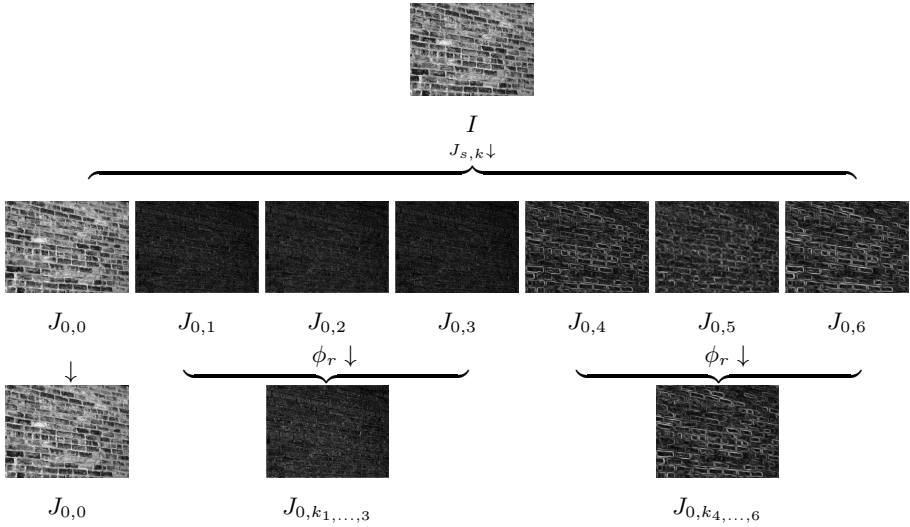 I
J_{s,k}↓
J_{0,0} J_{0,1} J_{0,2} J_{0,3} J_{0,4} J_{0,5} J_{0,6}
↓ ϕ_r ↓ ϕ_r ↓
J_{0,0} J_{0,k_{1,...,3}} J_{0,k_{4,...,6}}